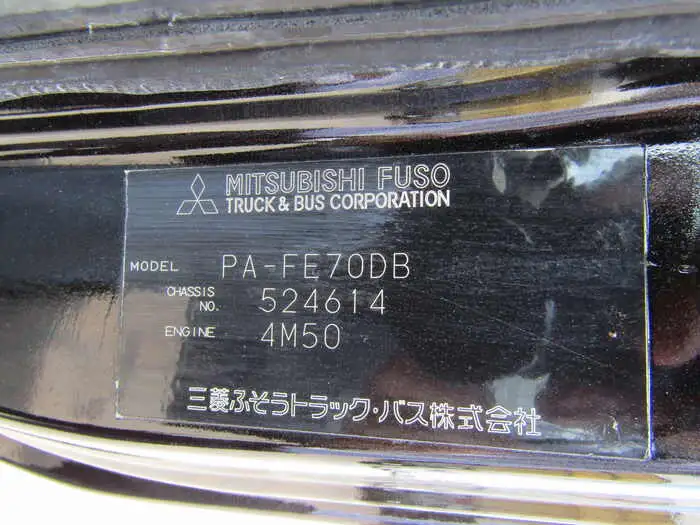 MITSUBISHI FUSO
TRUCK & BUS CORPORATION
MODEL PA-FE70DB
CHASSIS NO. 524614
ENGINE 4M50
三菱ふそうトラック・バス株式会社